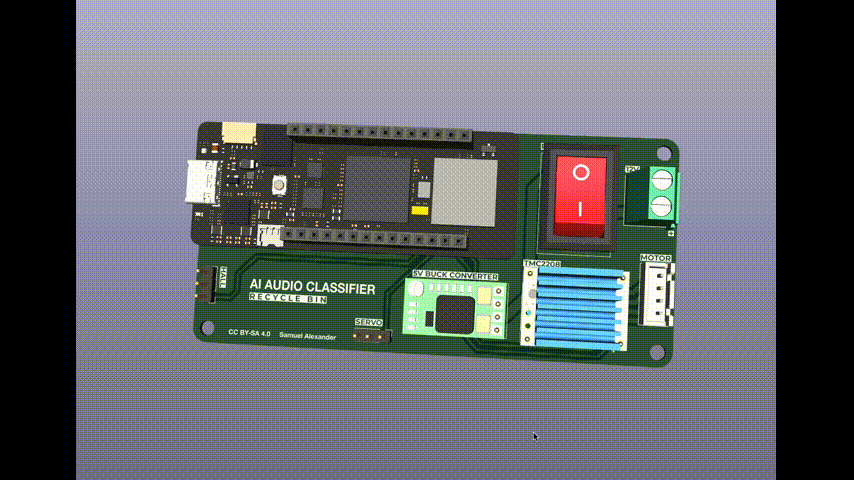 O
I
12V
+
HALL
AI AUDIO CLASSIFIER
RECYCLE BIN
5V BUCK CONVERTER
TMC2208
MOTOR
SERVO
CC BY-SA 4.0 Samuel Alexander